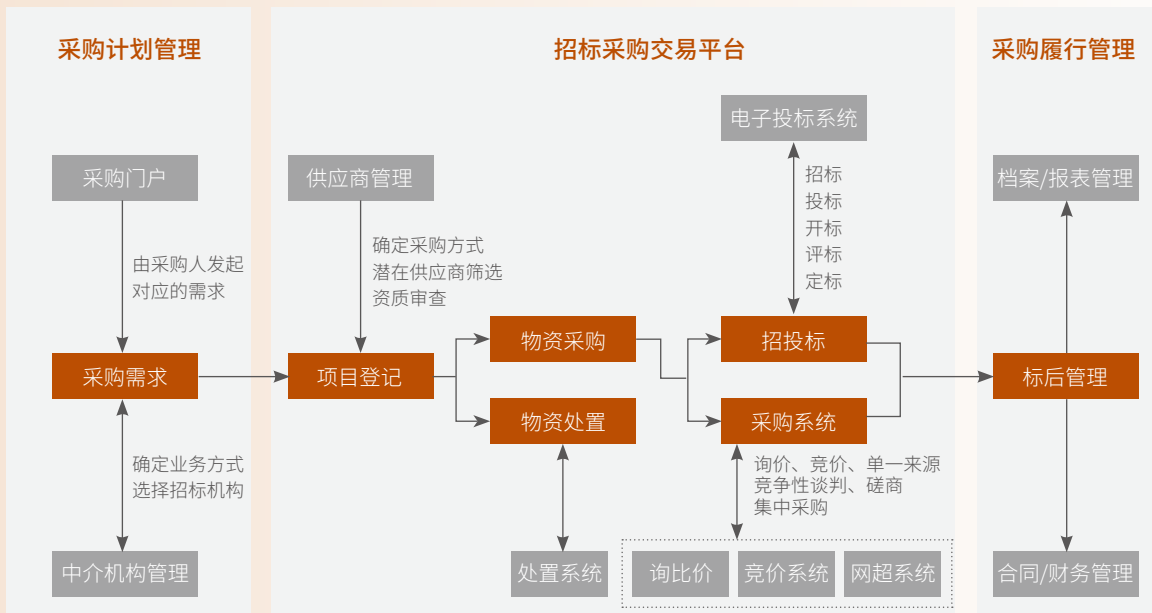 采购计划管理
采购门户
由采购人发起
对应的需求
采购需求
确定业务方式
选择招标机构
中介机构管理
招标采购交易平台
供应商管理
确定采购方式
潜在供应商筛选
资质审查
项目登记
物资采购
物资处置
处置系统
电子投标系统
招标
投标
开标
评标
定标
招投标
采购系统
询价、竞价、单一来源
竞争性谈判、磋商
集中采购
询比价
竞价系统
网超系统
采购履行管理
档案/报表管理
标后管理
合同/财务管理